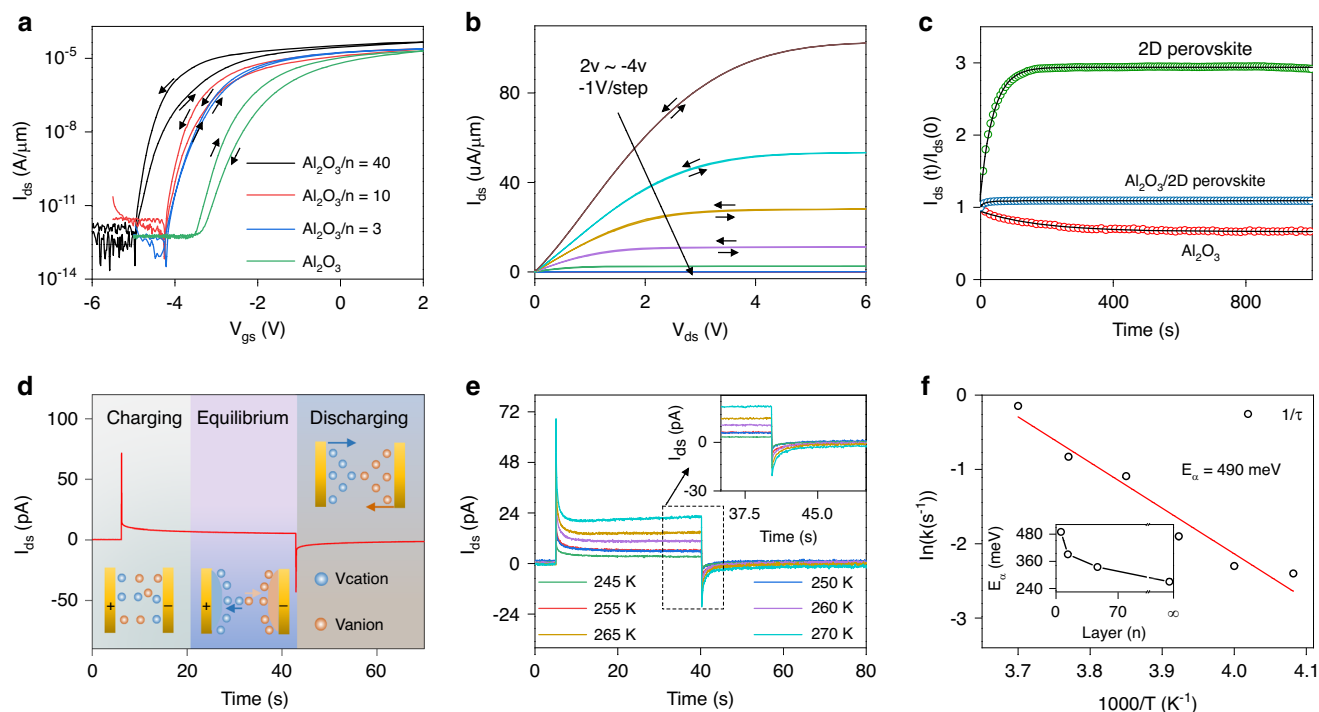 a
I_ds (A/μm)
10⁻⁵
10⁻⁸
10⁻¹¹
10⁻¹⁴
Al₂O₃/n = 40
Al₂O₃/n = 10
Al₂O₃/n = 3
Al₂O₃
-6 -4 -2 0 2
V_gs (V)
b
I_ds (uA/μm)
80
40
0
2v ~ -4v
-1V/step
0 2 4 6
V_ds (V)
c
I_ds (t)/I_ds(0)
3
2
1
0
2D perovskite
Al₂O₃/2D perovskite
Al₂O₃
0 400 800
Time (s)
d
I_ds (pA)
100
50
0
-50
Charging Equilibrium Discharging
+ −
+ −
Vcation
Vanion
0 20 40 60
Time (s)
e
I_ds (pA)
72
48
24
0
-24
I_ds (pA)
30
0
-30
37.5 45.0
Time (s)
245 K 250 K
255 K 260 K
265 K 270 K
0 20 40 60 80
Time (s)
f
ln(k(s⁻¹))
-0
-1
-2
-3
1/τ
E_α = 490 meV
E_α (meV)
480
360
240
0 70 ∞
Layer (n)
3.7 3.8 3.9 4.0 4.1
1000/T (K⁻¹)